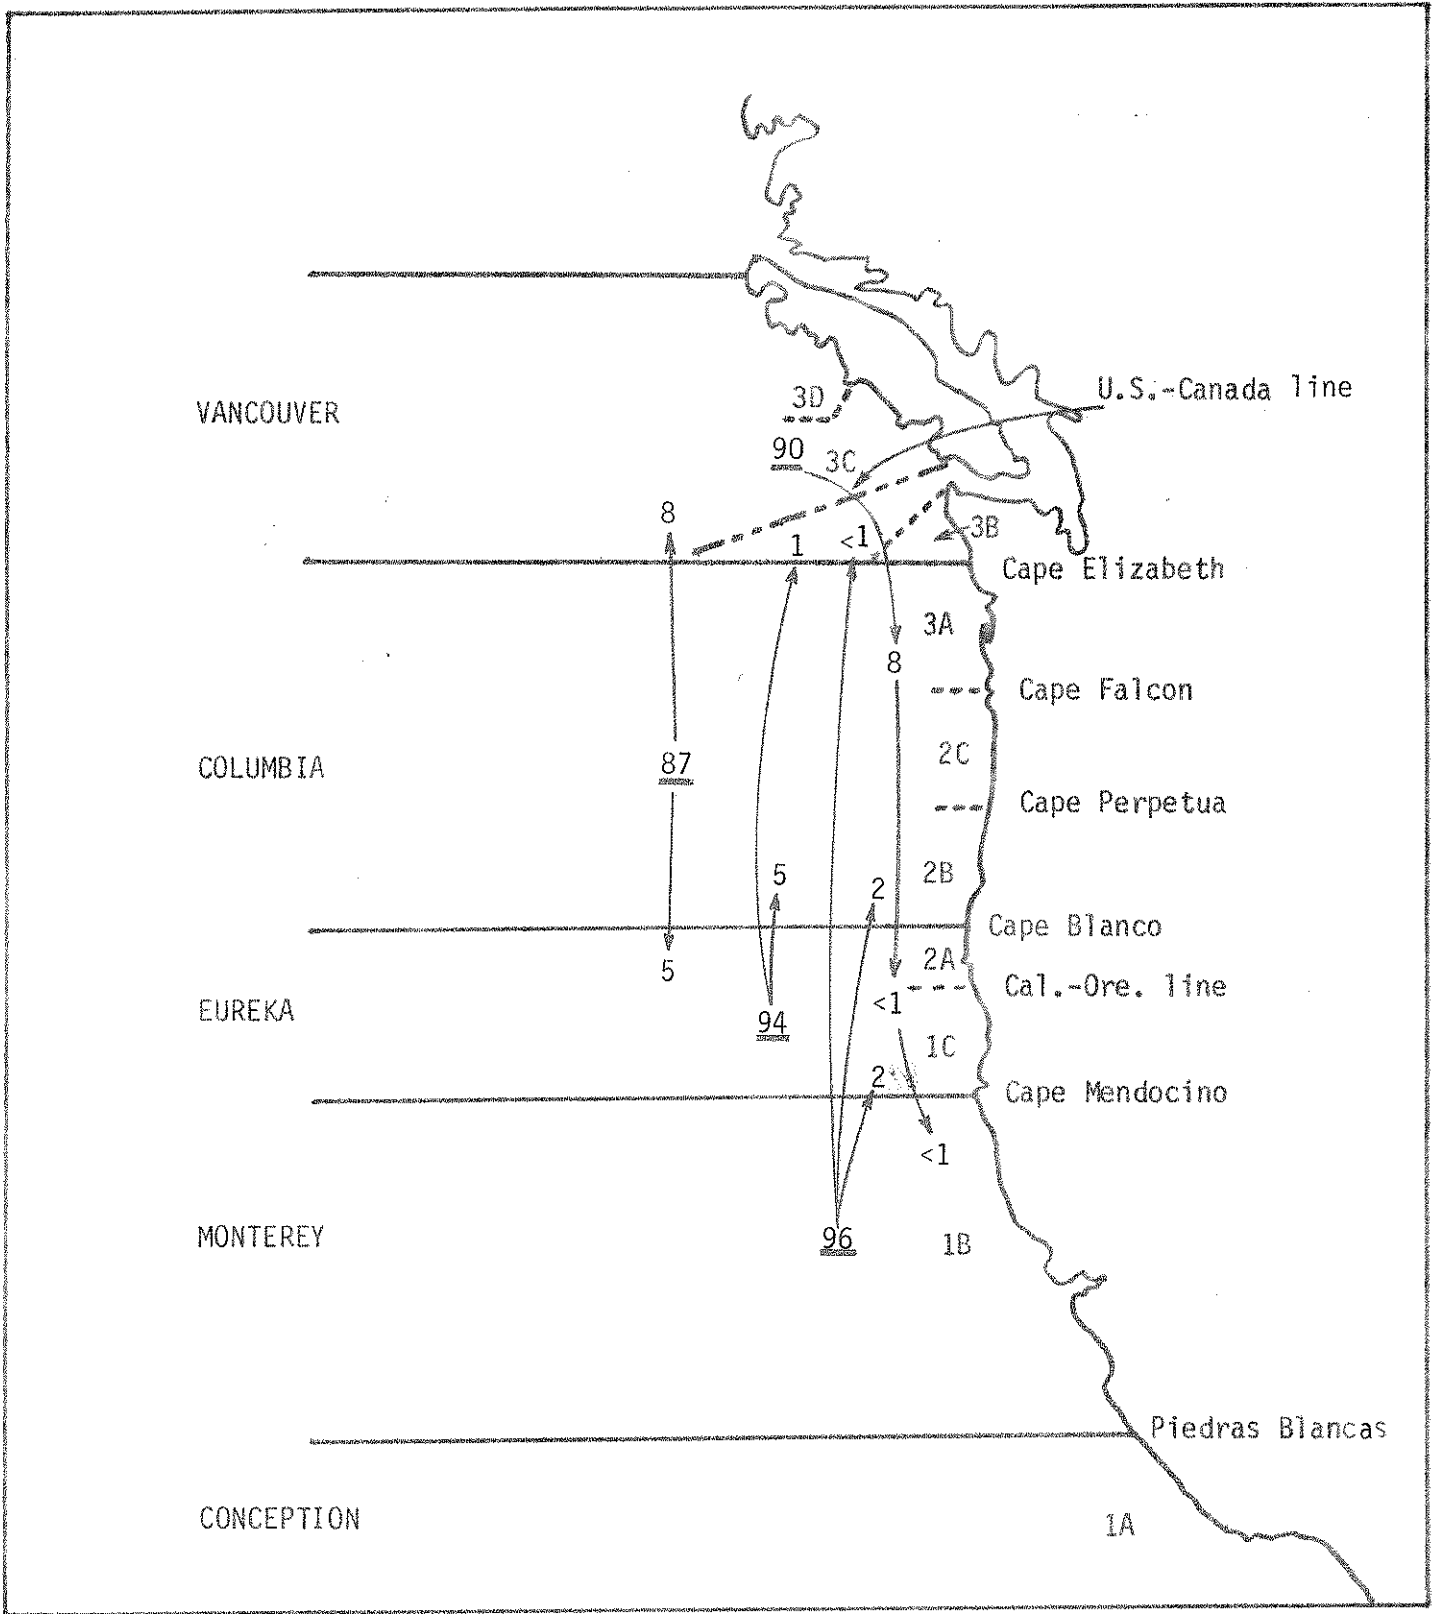 U.S.-Canada line
3D
VANCOUVER
90
3C
8
3B
<1
1
Cape Elizabeth
3A
8
Cape Falcon
2C
COLUMBIA
87
Cape Perpetua
2B
5
2
Cape Blanco
2A
5
Cal.-Ore. line
<1
EUREKA
94
1C
2
Cape Mendocino
<1
MONTEREY
96
1B
Piedras Blancas
CONCEPTION
1A